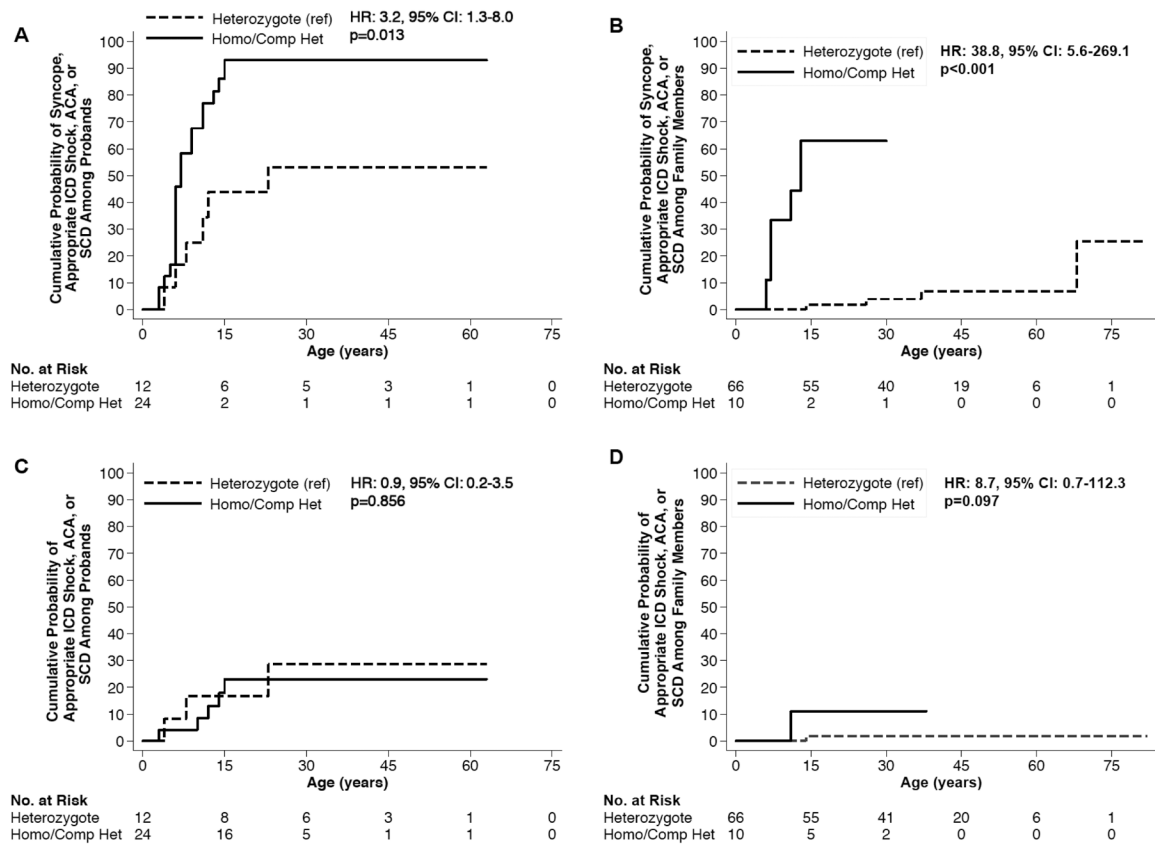 A
Heterozygote (ref)
Homo/Comp Het
HR: 3.2, 95% CI: 1.3-8.0
p=0.013
Cumulative Probability of Syncope,
Appropriate ICD Shock, ACA, or
SCD Among Probands
100
90
80
70
60
50
40
30
20
10
0
0 15 30 45 60 75
Age (years)
No. at Risk
Heterozygote 12 6 5 3 1 0
Homo/Comp Het 24 2 1 1 1 0
B
Heterozygote (ref)
Homo/Comp Het
HR: 38.8, 95% CI: 5.6-269.1
p<0.001
Cumulative Probability of Syncope,
Appropriate ICD Shock, ACA, or
SCD Among Family Members
100
90
80
70
60
50
40
30
20
10
0
0 15 30 45 60 75
Age (years)
No. at Risk
Heterozygote 66 55 40 19 6 1
Homo/Comp Het 10 2 1 0 0 0
C
Heterozygote (ref)
Homo/Comp Het
HR: 0.9, 95% CI: 0.2-3.5
p=0.856
Cumulative Probability of
Appropriate ICD Shock, ACA, or
SCD Among Probands
100
90
80
70
60
50
40
30
20
10
0
0 15 30 45 60 75
Age (years)
No. at Risk
Heterozygote 12 8 6 3 1 0
Homo/Comp Het 24 16 5 1 1 0
D
Heterozygote (ref)
Homo/Comp Het
HR: 8.7, 95% CI: 0.7-112.3
p=0.097
Cumulative Probability of
Appropriate ICD Shock, ACA, or
SCD Among Family Members
100
90
80
70
60
50
40
30
20
10
0
0 15 30 45 60 75
Age (years)
No. at Risk
Heterozygote 66 55 41 20 6 1
Homo/Comp Het 10 5 2 0 0 0